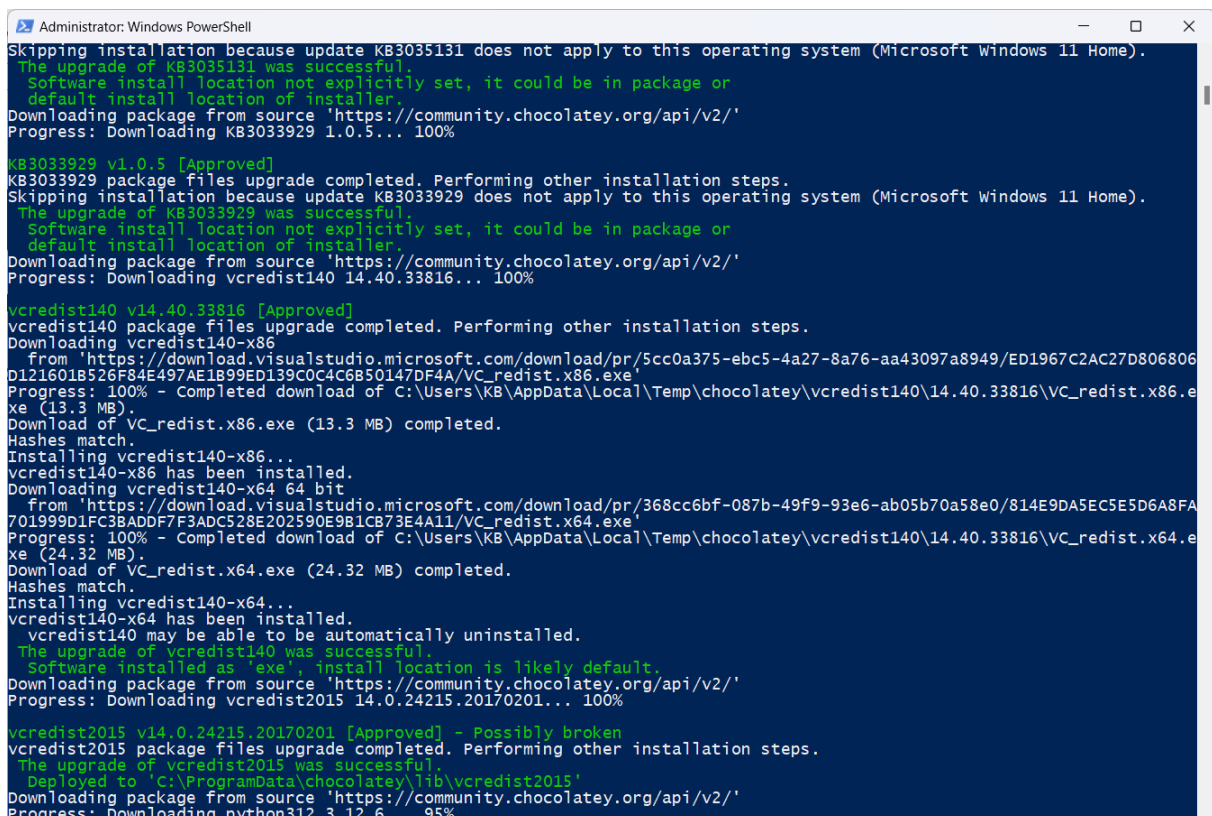 Administrator: Windows PowerShell
Skipping installation because update KB3035131 does not apply to this operating system (Microsoft Windows 11 Home).
The upgrade of KB3035131 was successful.
Software install location not explicitly set, it could be in package or
default install location of installer.
Downloading package from source 'https://community.chocolatey.org/api/v2/'
Progress: Downloading KB3033929 1.0.5... 100%
KB3033929 v1.0.5 [Approved]
KB3033929 package files upgrade completed. Performing other installation steps.
Skipping installation because update KB3033929 does not apply to this operating system (Microsoft Windows 11 Home).
The upgrade of KB3033929 was successful.
Software install location not explicitly set, it could be in package or
default install location of installer.
Downloading package from source 'https://community.chocolatey.org/api/v2/'
Progress: Downloading vcredist140 14.40.33816... 100%
vcredist140 v14.40.33816 [Approved]
vcredist140 package files upgrade completed. Performing other installation steps.
Downloading vcredist140-x86
from 'https://download.visualstudio.microsoft.com/download/pr/5cc0a375-ebc5-4a27-8a76-aa43097a8949/ED1967C2AC27D806806
D121601B526F84E497AE1B99ED139C0C4C6B50147DF4A/VC_redist.x86.exe'
Progress: 100% - Completed download of C:\Users\KB\AppData\Local\Temp\chocolatey\vcredist140\14.40.33816\VC_redist.x86.e
xe (13.3 MB).
Download of VC_redist.x86.exe (13.3 MB) completed.
Hashes match.
Installing vcredist140-x86...
vcredist140-x86 has been installed.
Downloading vcredist140-x64 64 bit
from 'https://download.visualstudio.microsoft.com/download/pr/368cc6bf-087b-49f9-93e6-ab05b70a58e0/814E9DA5EC5E5D6A8FA
701999D1FC3BADDF7F3ADC528E202590E9B1CB73E4A11/VC_redist.x64.exe'
Progress: 100% - Completed download of C:\Users\KB\AppData\Local\Temp\chocolatey\vcredist140\14.40.33816\VC_redist.x64.e
xe (24.32 MB).
Download of VC_redist.x64.exe (24.32 MB) completed.
Hashes match.
Installing vcredist140-x64...
vcredist140-x64 has been installed.
vcredist140 may be able to be automatically uninstalled.
The upgrade of vcredist140 was successful.
Software installed as 'exe', install location is likely default.
Downloading package from source 'https://community.chocolatey.org/api/v2/'
Progress: Downloading vcredist2015 14.0.24215.20170201... 100%
vcredist2015 v14.0.24215.20170201 [Approved] - Possibly broken
vcredist2015 package files upgrade completed. Performing other installation steps.
The upgrade of vcredist2015 was successful.
Deployed to 'C:\ProgramData\chocolatey\lib\vcredist2015'
Downloading package from source 'https://community.chocolatey.org/api/v2/'
Progress: Downloading python312 3.12.6... 95%